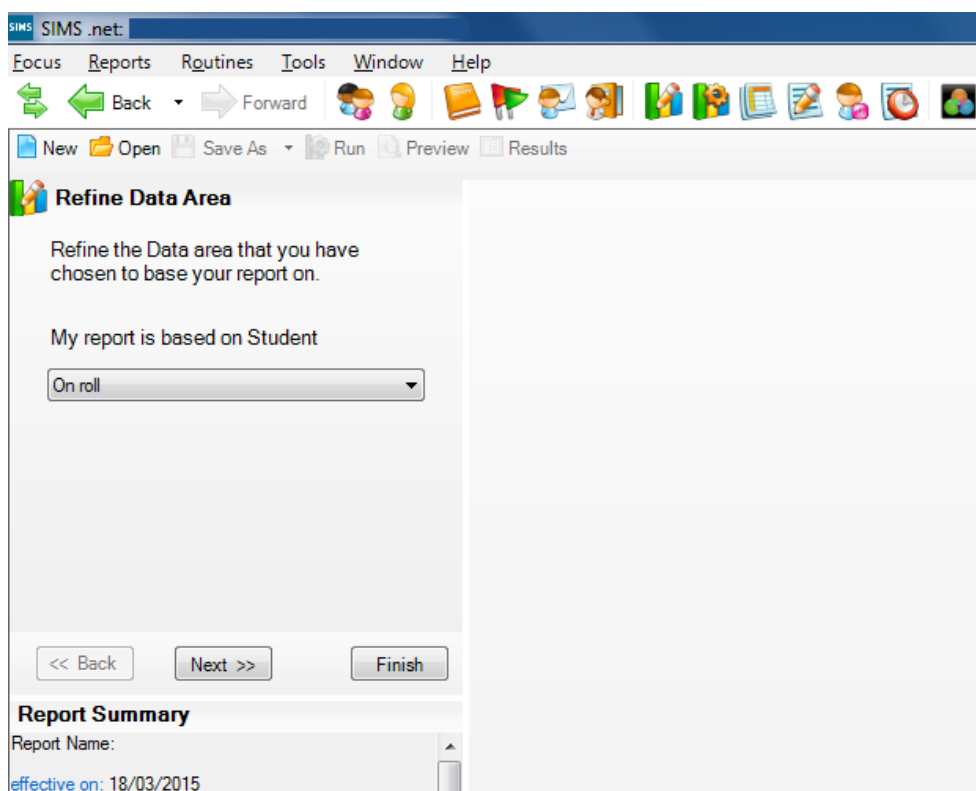 SIMS SIMS .net:
Focus Reports Routines Tools Window Help
Back Forward
New Open Save As Run Preview Results
Refine Data Area
Refine the Data area that you have
chosen to base your report on.
My report is based on Student
On roll
<< Back Next >> Finish
Report Summary
Report Name:
effective on: 18/03/2015